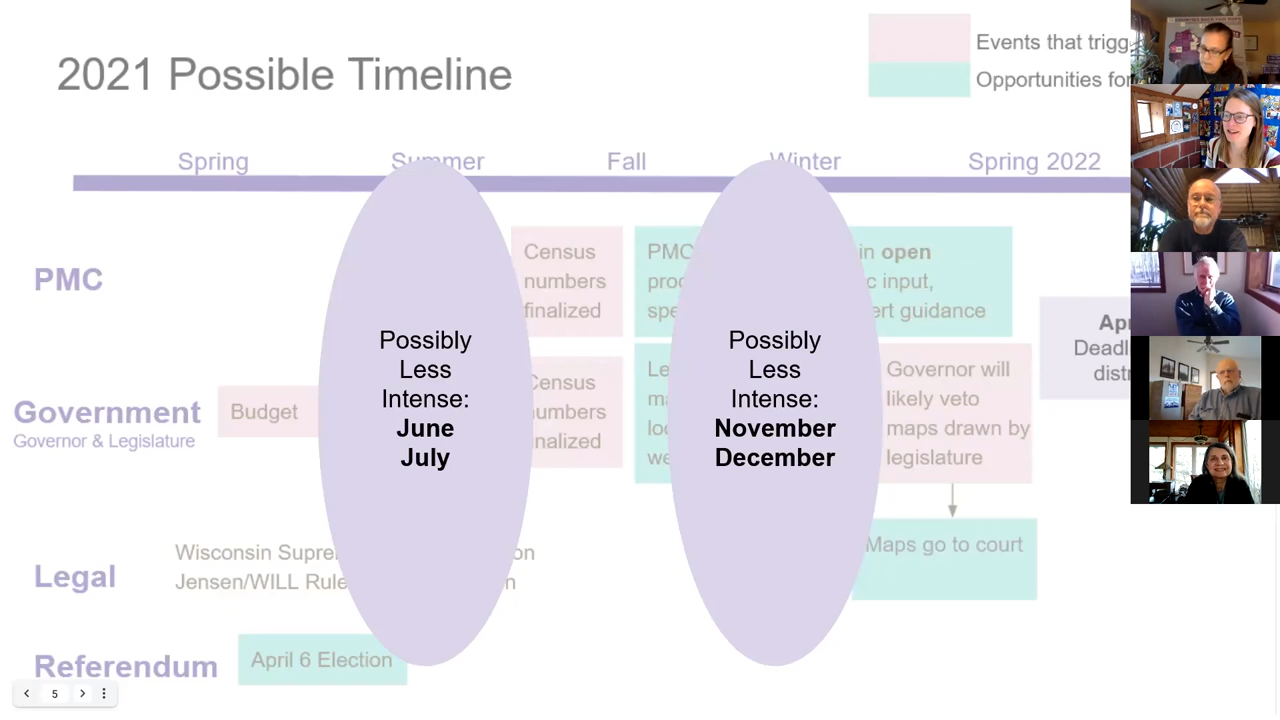 2021 Possible Timeline
Events that trigg
Opportunities for
Spring
Summer
Fall
Winter
Spring 2022
PMC
Census
numbers
finalized
PMC
proc
spe
in open
c input,
ert guidance
Apr
Deadl
distr
Possibly
Less
Intense:
June
July
Possibly
Less
Intense:
November
December
Government
Governor & Legislature
Budget
Census
numbers
inalized
Le
ma
loc
we
Governor will
likely veto
maps drawn by
legislature
Legal
Wisconsin Supre
on
Jensen/WILL Rule
n
Maps go to court
Referendum
April 6 Election
5